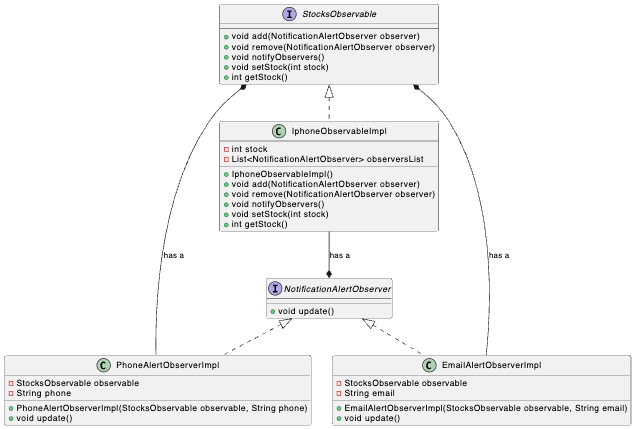 I StocksObservable
void add(NotificationAlertObserver observer)
void remove(NotificationAlertObserver observer)
void notifyObservers()
void setStock(int stock)
int getStock()
C IphoneObservableImpl
int stock
List<NotificationAlertObserver> observersList
IphoneObservableImpl()
void add(NotificationAlertObserver observer)
void remove(NotificationAlertObserver observer)
void notifyObservers()
void setStock(int stock)
int getStock()
has a
has a
has a
I NotificationAlertObserver
void update()
C PhoneAlertObserverImpl
StocksObservable observable
String phone
PhoneAlertObserverImpl(StocksObservable observable, String phone)
void update()
C EmailAlertObserverImpl
StocksObservable observable
String email
EmailAlertObserverImpl(StocksObservable observable, String email)
void update()